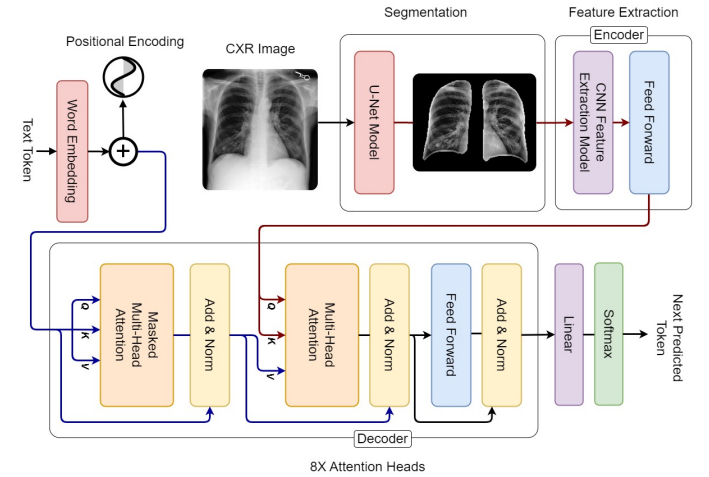 Segmentation
Feature Extraction
Encoder
Positional Encoding
CXR Image
Text Token
Word Embedding
U-Net Model
CNN Feature
Extraction Model
Feed Forward
Q
K
V
Masked
Multi-Head
Attention
Add & Norm
Q
K
V
Multi-Head
Attention
Add & Norm
Feed Forward
Add & Norm
Linear
Softmax
Next Predicted
Token
Decoder
8X Attention Heads